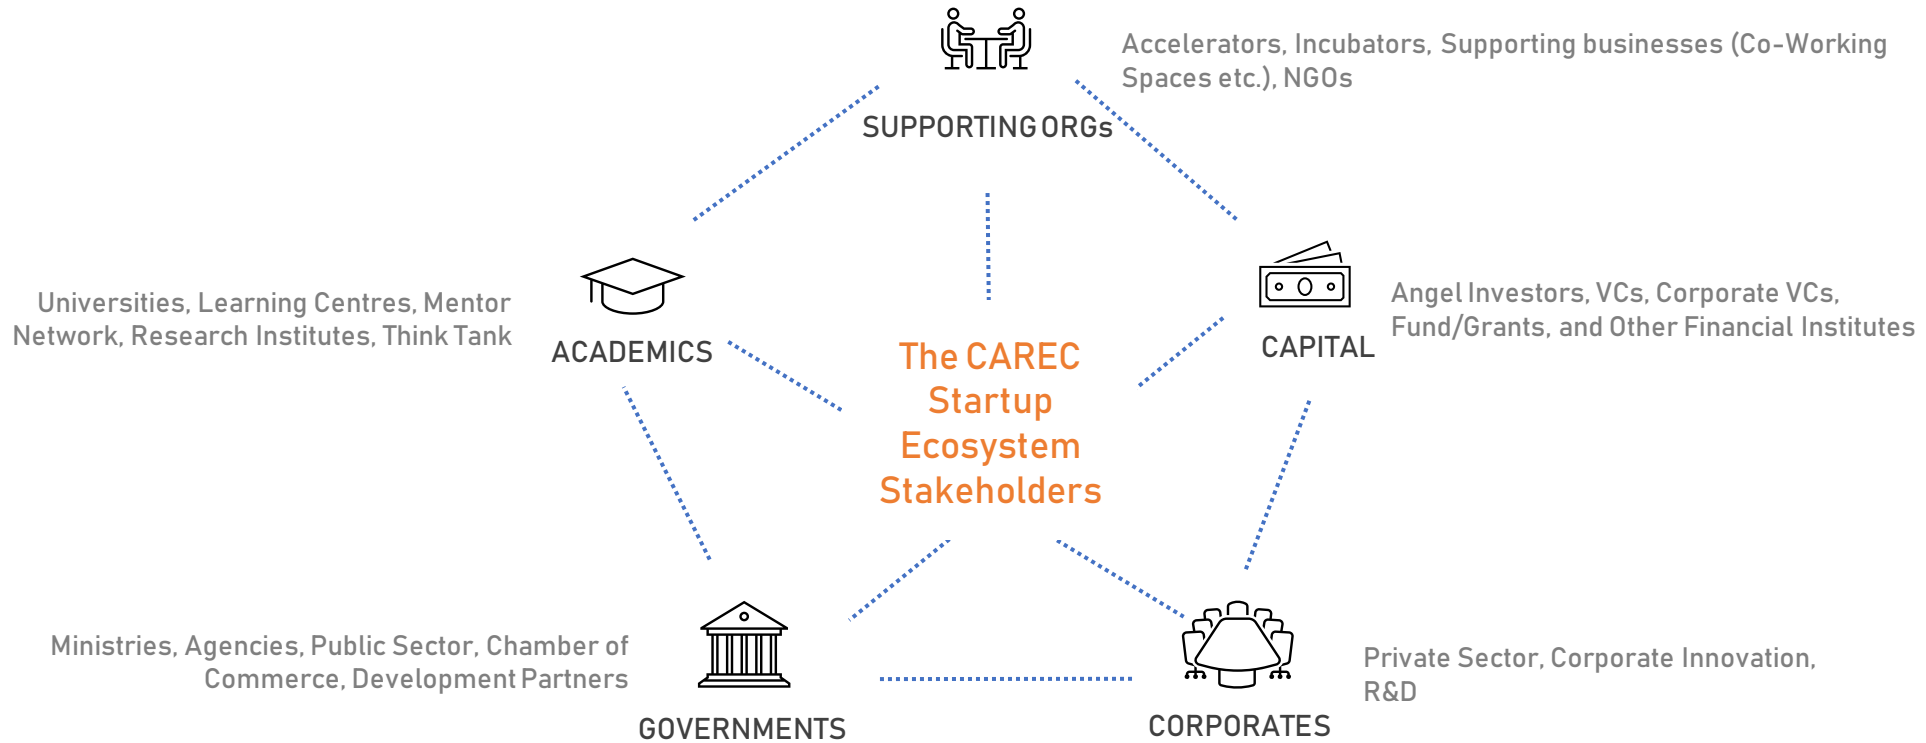 Accelerators, Incubators, Supporting businesses (Co-Working
Spaces etc.), NGOs
SUPPORTING ORGs
Universities, Learning Centres, Mentor
Network, Research Institutes, Think Tank
ACADEMICS
Angel Investors, VCs, Corporate VCs,
Fund/Grants, and Other Financial Institutes
CAPITAL
The CAREC
Startup
Ecosystem
Stakeholders
Ministries, Agencies, Public Sector, Chamber of
Commerce, Development Partners
GOVERNMENTS
Private Sector, Corporate Innovation,
R&D
CORPORATES